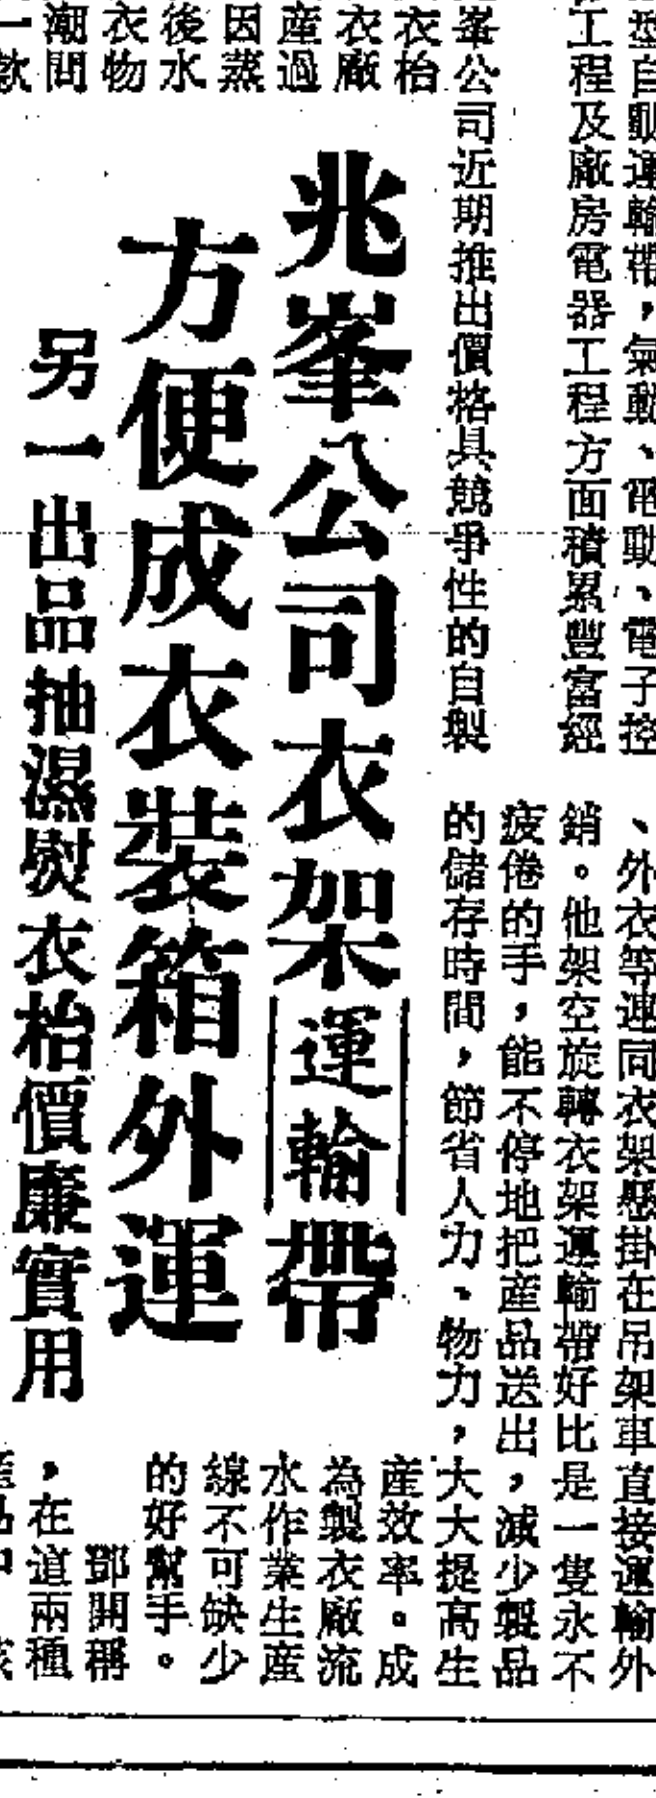 型自動運輸帶，氣動、電動、電子控
工程及廠房電器工程方面積累豐富經
峯公司近期推出價格具競爭性的自製
衣枱
衣廠
産過
因蒸
後水
衣物
潮間
一款
兆峯公司衣架運輸帶
方便成衣裝箱外運
另一出品抽濕熨衣枱價廉實用
、外衣等連同衣架懸掛在吊架車直接運輸外
銷。他架空旋轉衣架運輸帶好比是一隻永不
疲倦的手，能不停地把産品送出，減少製品
的儲存時間，節省人力、物力，大大提高生
産效率。成
為製衣廠流
水作業生産
線不可缺少
的好幫手。
鄧開稱
，在這兩種